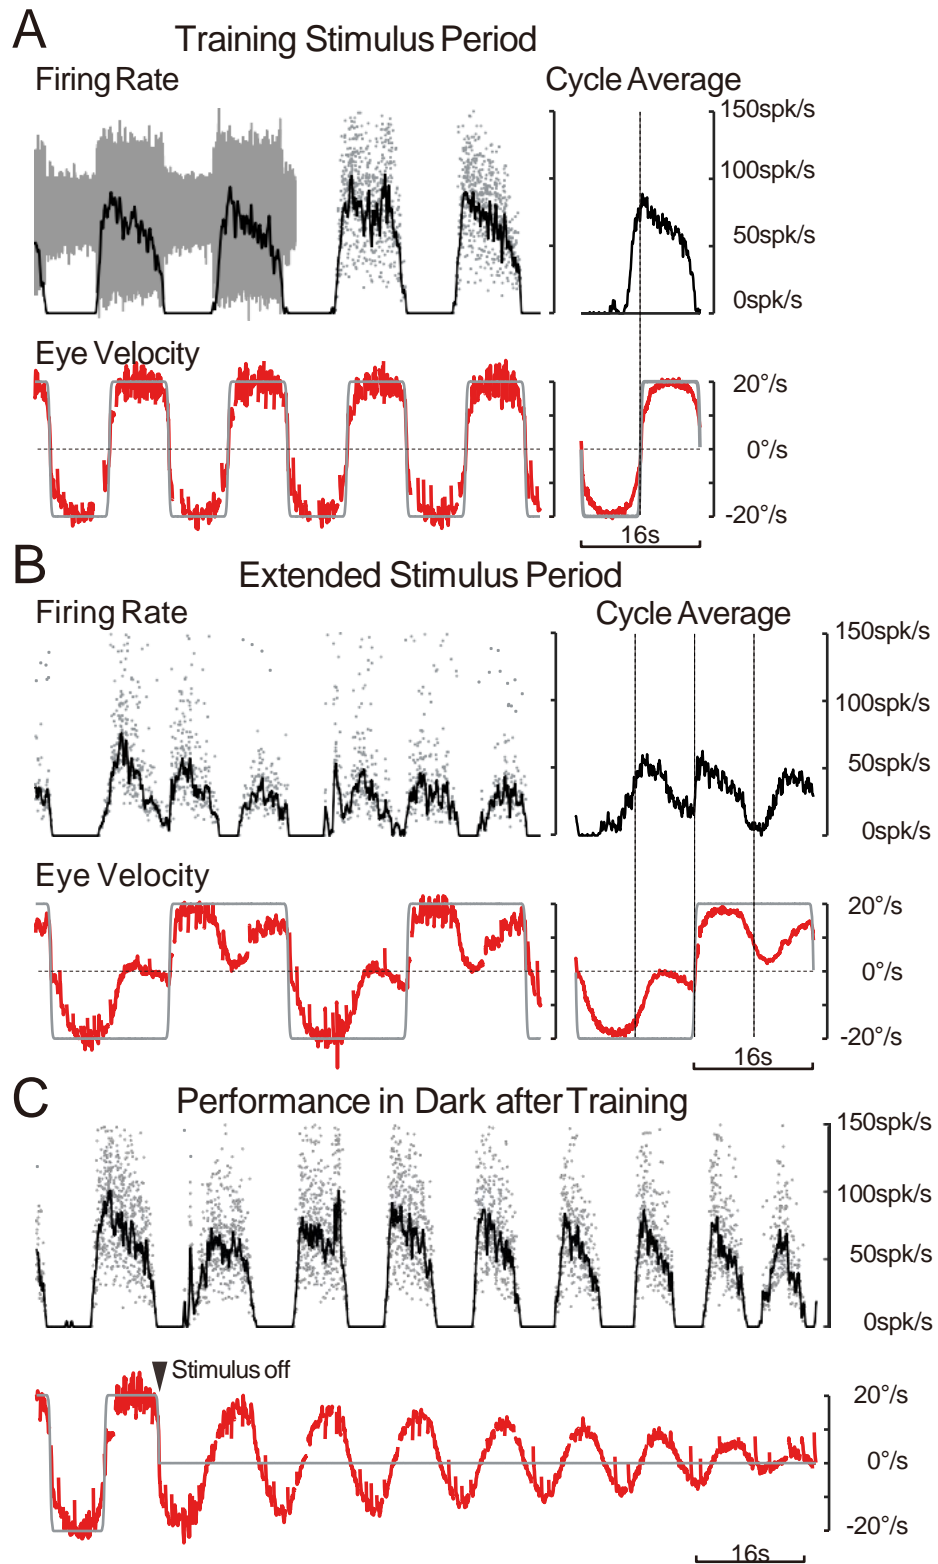 A
Training Stimulus Period
Firing Rate
Cycle Average
150spk/s
100spk/s
50spk/s
0spk/s
Eye Velocity
20°/s
0°/s
-20°/s
16s
B
Extended Stimulus Period
Firing Rate
Cycle Average
150spk/s
100spk/s
50spk/s
0spk/s
Eye Velocity
20°/s
0°/s
-20°/s
16s
C
Performance in Dark after Training
150spk/s
100spk/s
50spk/s
0spk/s
Stimulus off
20°/s
0°/s
-20°/s
16s